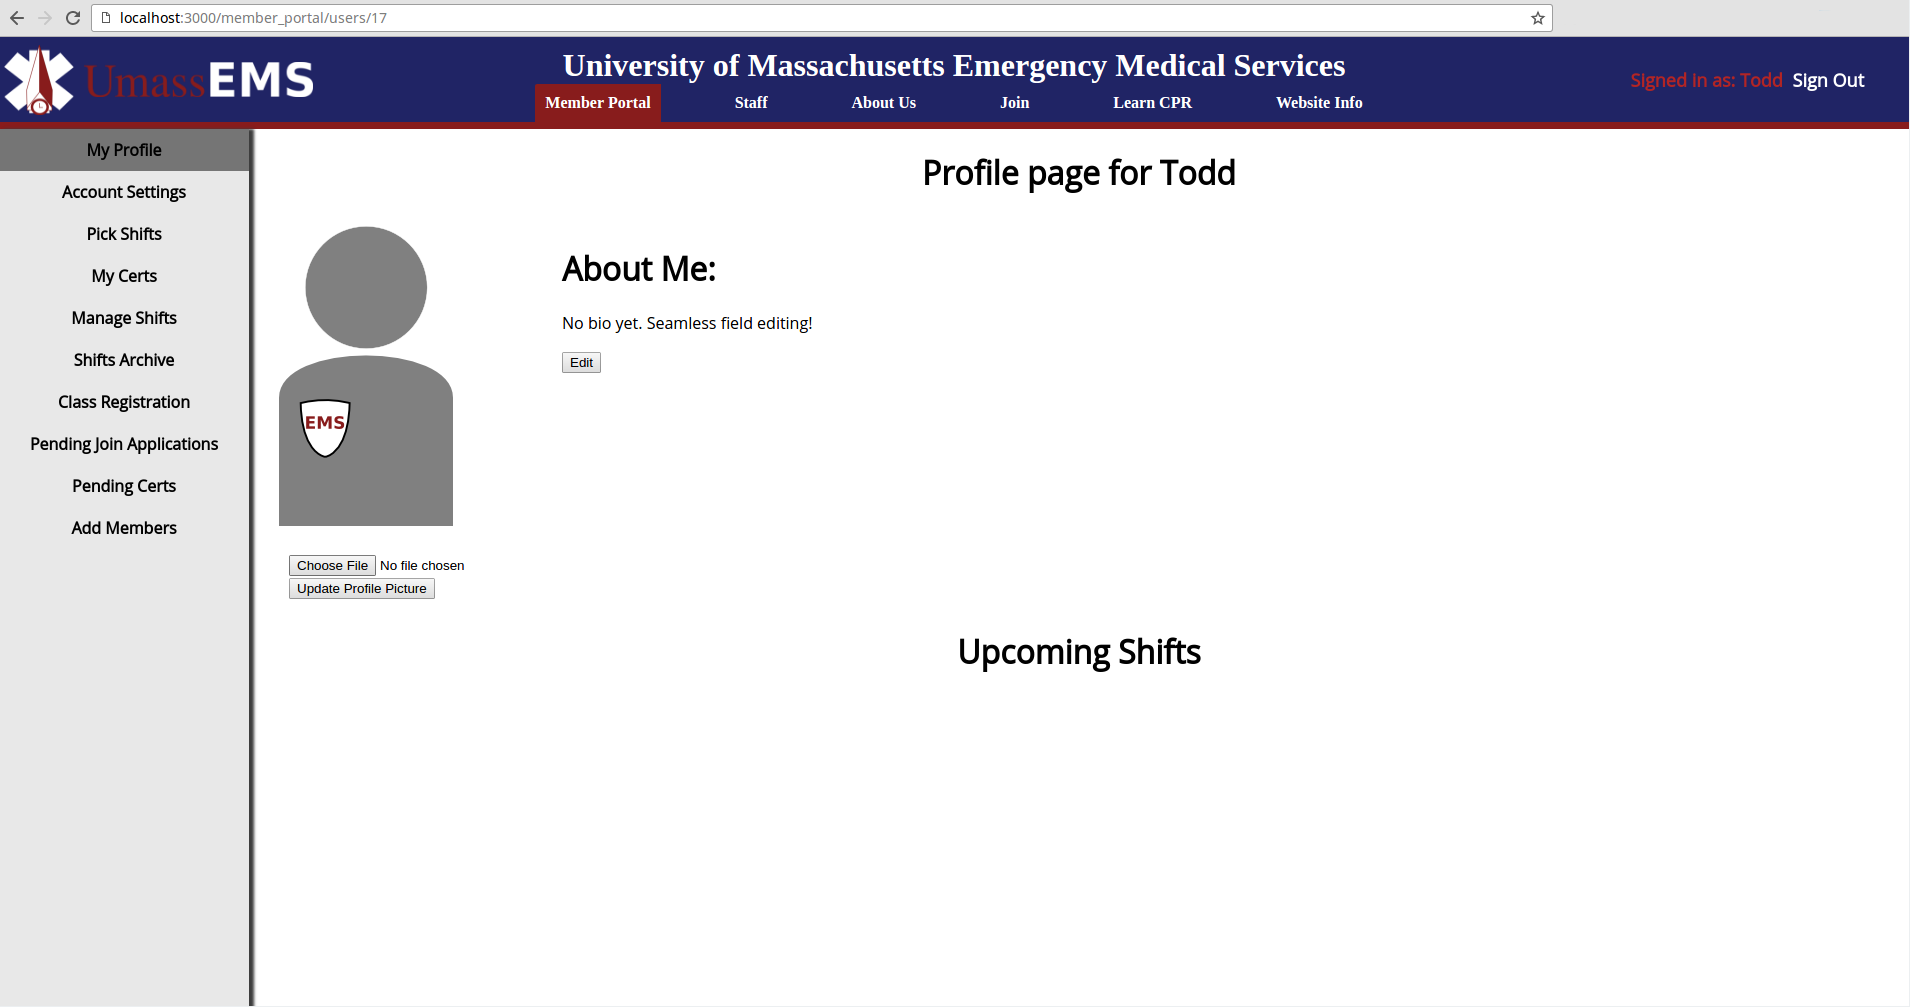 localhost:3000/member_portal/users/17
UmassEMS
University of Massachusetts Emergency Medical Services
Signed in as: Todd Sign Out
Member Portal Staff About Us Join Learn CPR Website Info
My Profile
Account Settings
Pick Shifts
My Certs
Manage Shifts
Shifts Archive
Class Registration
Pending Join Applications
Pending Certs
Add Members
Profile page for Todd
EMS
About Me:
No bio yet. Seamless field editing!
Edit
Choose File No file chosen
Update Profile Picture
Upcoming Shifts